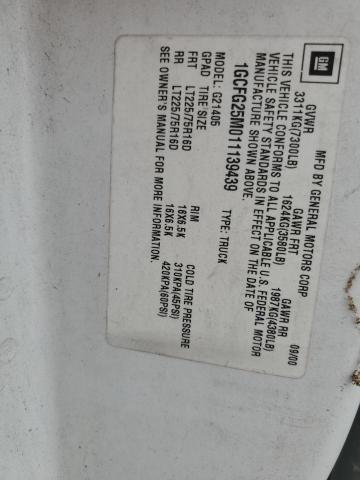 GM
MFD BY GENERAL MOTORS CORP 09/00
GVWR GAWR FRT GAWR RR
3311KG(7300LB) 1624KG(3580LB) 1987KG(4380LB)
THIS VEHICLE CONFORMS TO ALL APPLICABLE U.S. FEDERAL MOTOR
VEHICLE SAFETY STANDARDS IN EFFECT ON THE DATE OF
MANUFACTURE SHOWN ABOVE.
1GCFG25M011139439 TYPE: TRUCK
MODEL: G21405
GPAD TIRE SIZE RIM COLD TIRE PRESSURE
FRT LT225/75R16D 16X6.5K 310KPA(45PSI)
RR LT225/75R16D 16X6.5K 420KPA(60PSI)
SEE OWNER'S MANUAL FOR MORE INFORMATION.